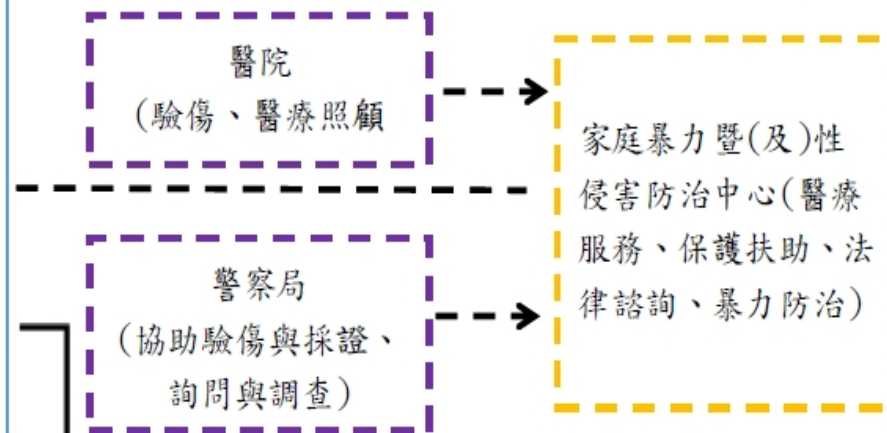 醫院
(驗傷、醫療照顧
家庭暴力暨(及)性
侵害防治中心(醫療
服務、保護扶助、法
律諮詢、暴力防治)
警察局
(協助驗傷與採證、
詢問與調查)